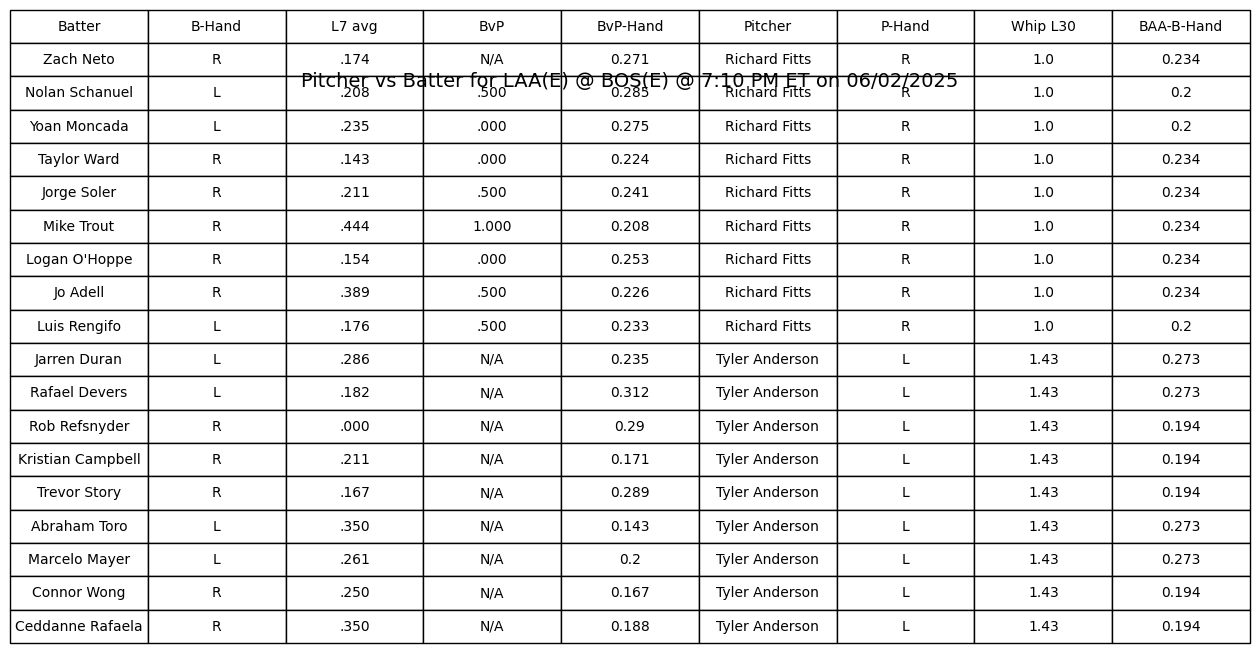 Batter B-Hand L7 avg BvP BvP-Hand Pitcher P-Hand Whip L30 BAA-B-Hand
Zach Neto R .174 N/A 0.271 Richard Fitts R 1.0 0.234
Pitcher vs Batter for LAA(E) @ BOS(E) @ 7:10 PM ET on 06/02/2025
Nolan Schanuel L .208 .500 0.285 Richard Fitts R 1.0 0.2
Yoan Moncada L .235 .000 0.275 Richard Fitts R 1.0 0.2
Taylor Ward R .143 .000 0.224 Richard Fitts R 1.0 0.234
Jorge Soler R .211 .500 0.241 Richard Fitts R 1.0 0.234
Mike Trout R .444 1.000 0.208 Richard Fitts R 1.0 0.234
Logan O'Hoppe R .154 .000 0.253 Richard Fitts R 1.0 0.234
Jo Adell R .389 .500 0.226 Richard Fitts R 1.0 0.234
Luis Rengifo L .176 .500 0.233 Richard Fitts R 1.0 0.2
Jarren Duran L .286 N/A 0.235 Tyler Anderson L 1.43 0.273
Rafael Devers L .182 N/A 0.312 Tyler Anderson L 1.43 0.273
Rob Refsnyder R .000 N/A 0.29 Tyler Anderson L 1.43 0.194
Kristian Campbell R .211 N/A 0.171 Tyler Anderson L 1.43 0.194
Trevor Story R .167 N/A 0.289 Tyler Anderson L 1.43 0.194
Abraham Toro L .350 N/A 0.143 Tyler Anderson L 1.43 0.273
Marcelo Mayer L .261 N/A 0.2 Tyler Anderson L 1.43 0.273
Connor Wong R .250 N/A 0.167 Tyler Anderson L 1.43 0.194
Ceddanne Rafaela R .350 N/A 0.188 Tyler Anderson L 1.43 0.194